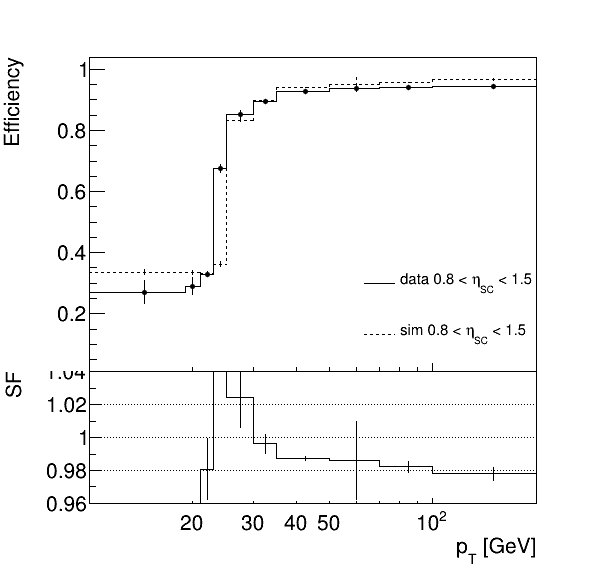 Efficiency
1
0.8
0.6
0.4
0.2
data 0.8 < η_SC < 1.5
sim 0.8 < η_SC < 1.5
SF
1.04
1.02
1
0.98
0.96
20 30 40 50 10²
p_T [GeV]